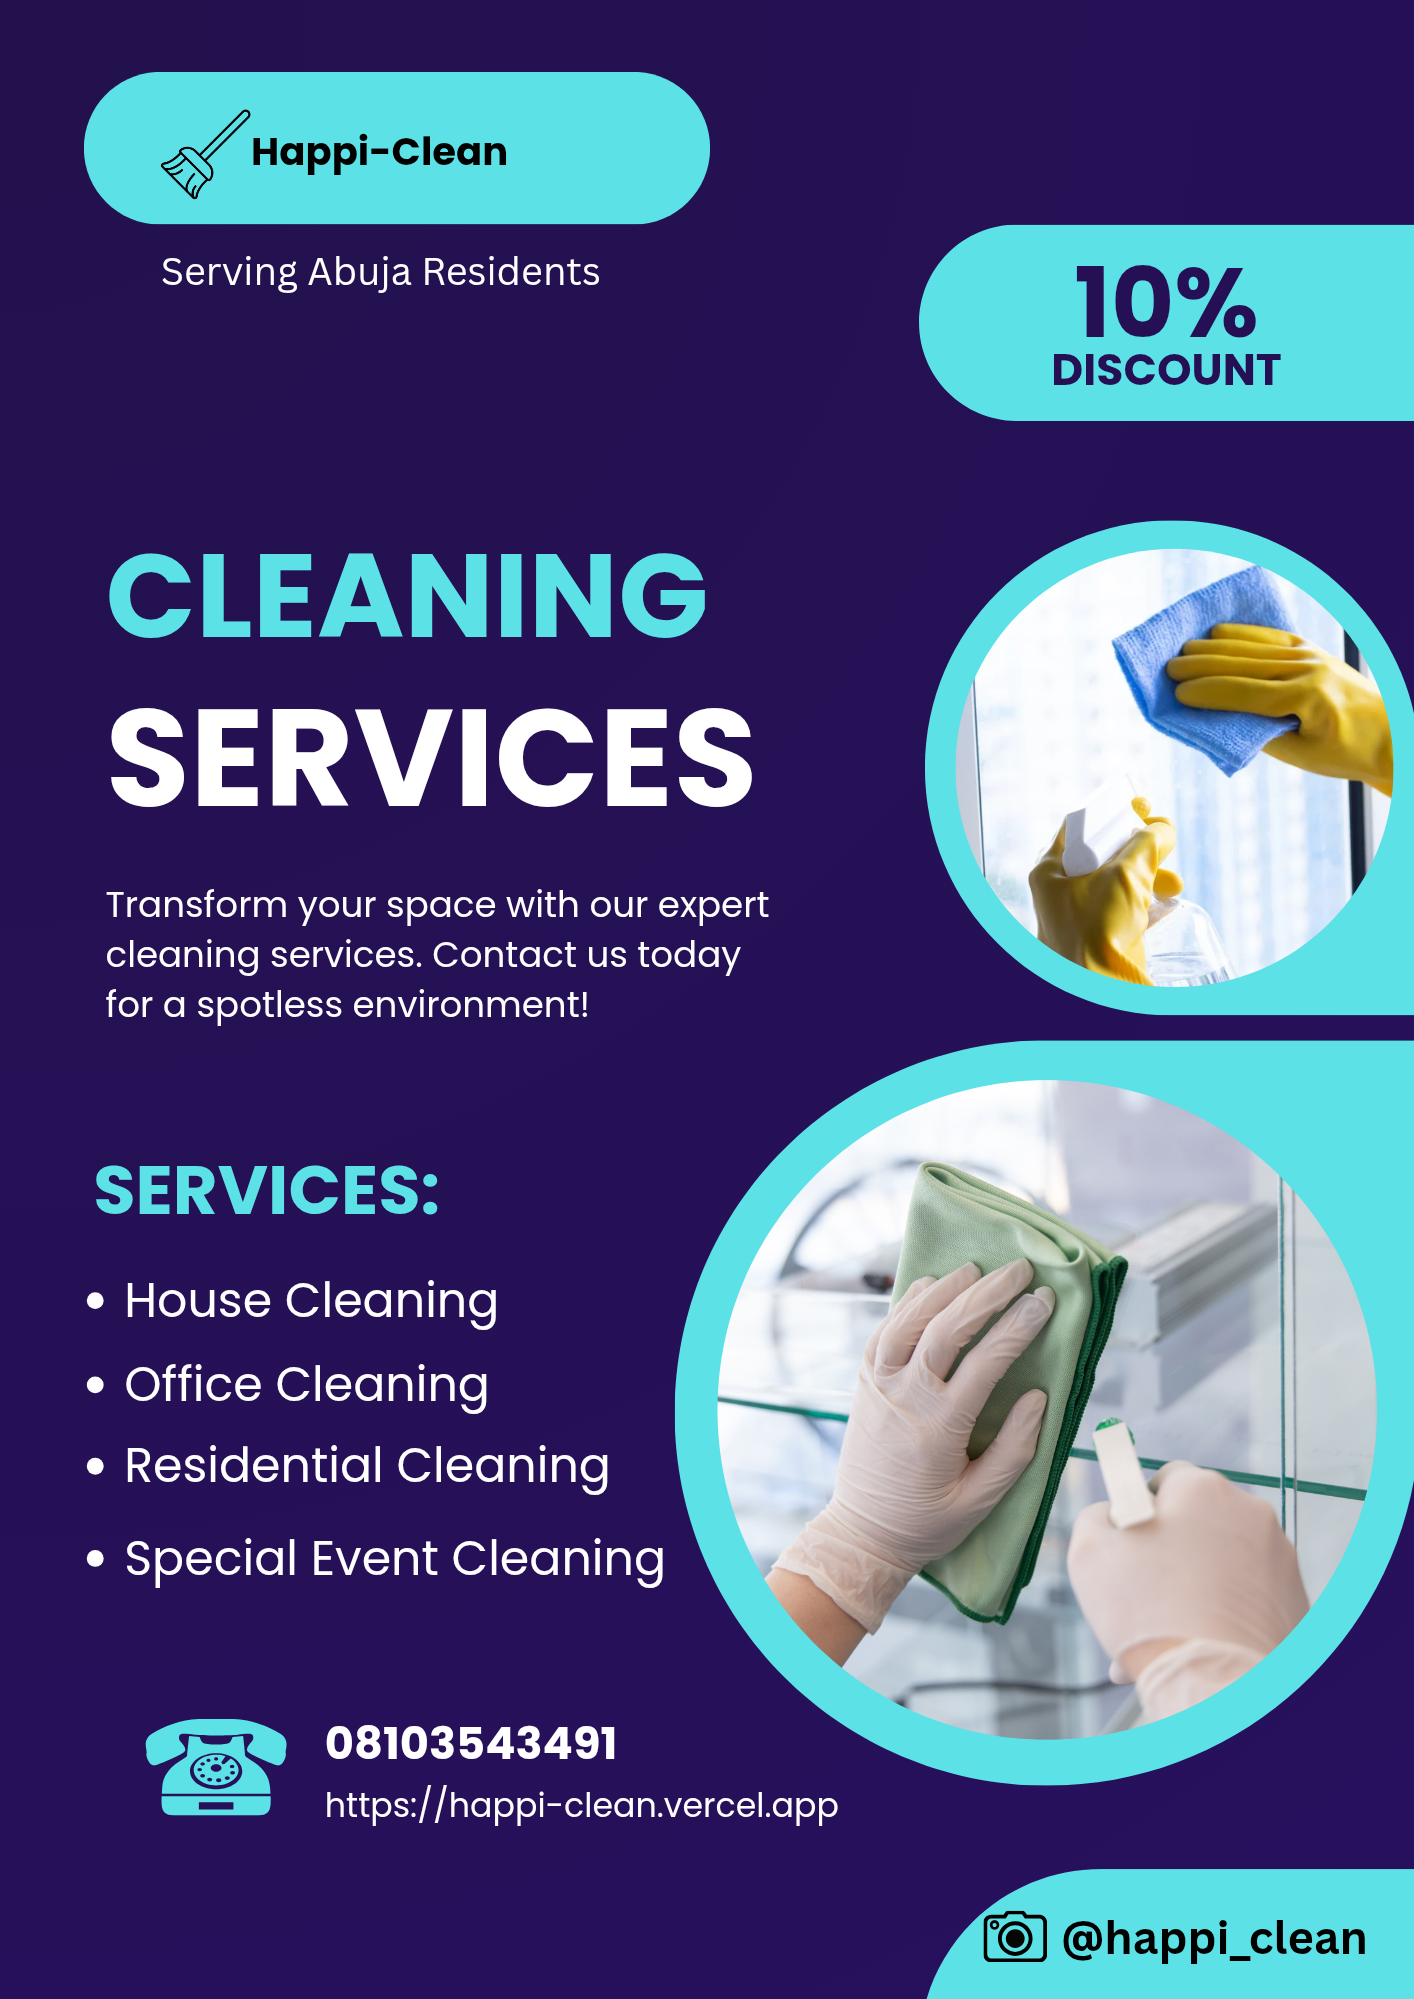 Happi-Clean
Serving Abuja Residents
10%
DISCOUNT
CLEANING
SERVICES
Transform your space with our expert
cleaning services. Contact us today
for a spotless environment!
SERVICES:
• House Cleaning
• Office Cleaning
• Residential Cleaning
• Special Event Cleaning
08103543491
https://happi-clean.vercel.app
@happi_clean